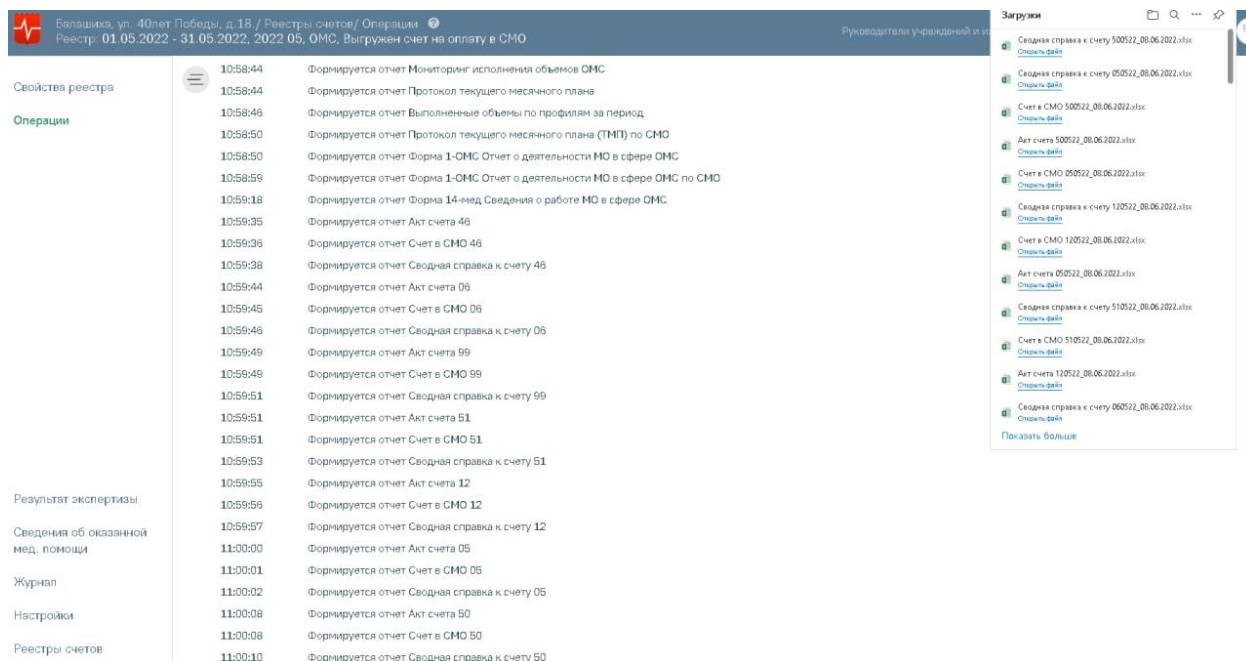 Балашиха, ул. 40лет Победы, д.18./ Реестры счетов/ Операции ?
Реестр: 01.05.2022 - 31.05.2022, 2022 05, ОМС, Выгружен счет на оплату в СМО
Руководители учреждений и
Свойства реестра
Операции
Результат экспертизы
Сведения об оказанной
мед. помощи
Журнал
Настройки
Реестры счетов
10:58:44 Формируется отчет Мониторинг исполнения объемов ОМС
10:58:44 Формируется отчет Протокол текущего месячного плана
10:58:46 Формируется отчет Выполненные объемы по профилям за период
10:58:50 Формируется отчет Протокол текущего месячного плана (ТМП) по СМО
10:58:50 Формируется отчет Форма 1-ОМС Отчет о деятельности МО в сфере ОМС
10:58:59 Формируется отчет Форма 1-ОМС Отчет о деятельности МО в сфере ОМС по СМО
10:59:18 Формируется отчет Форма 14-мед Сведения о работе МО в сфере ОМС
10:59:35 Формируется отчет Акт счета 46
10:59:36 Формируется отчет Счет в СМО 46
10:59:38 Формируется отчет Сводная справка к счету 46
10:59:44 Формируется отчет Акт счета 06
10:59:45 Формируется отчет Счет в СМО 06
10:59:46 Формируется отчет Сводная справка к счету 06
10:59:49 Формируется отчет Акт счета 99
10:59:49 Формируется отчет Счет в СМО 99
10:59:51 Формируется отчет Сводная справка к счету 99
10:59:51 Формируется отчет Акт счета 51
10:59:51 Формируется отчет Счет в СМО 51
10:59:53 Формируется отчет Сводная справка к счету 51
10:59:55 Формируется отчет Акт счета 12
10:59:56 Формируется отчет Счет в СМО 12
10:59:57 Формируется отчет Сводная справка к счету 12
11:00:00 Формируется отчет Акт счета 05
11:00:01 Формируется отчет Счет в СМО 05
11:00:02 Формируется отчет Сводная справка к счету 05
11:00:08 Формируется отчет Акт счета 50
11:00:08 Формируется отчет Счет в СМО 50
11:00:10 Формируется отчет Сводная справка к счету 50
Загрузки
Сводная справка к счету 500522_08.06.2022.xlsx
Открыть файл
Сводная справка к счету 050522_08.06.2022.xlsx
Открыть файл
Счет в СМО 500522_08.06.2022.xlsx
Открыть файл
Акт счета 500522_08.06.2022.xlsx
Открыть файл
Счет в СМО 050522_08.06.2022.xlsx
Открыть файл
Сводная справка к счету 120522_08.06.2022.xlsx
Открыть файл
Счет в СМО 120522_08.06.2022.xlsx
Открыть файл
Акт счета 050522_08.06.2022.xlsx
Открыть файл
Сводная справка к счету 510522_08.06.2022.xlsx
Открыть файл
Счет в СМО 510522_08.06.2022.xlsx
Открыть файл
Акт счета 120522_08.06.2022.xlsx
Открыть файл
Сводная справка к счету 060522_08.06.2022.xlsx
Открыть файл
Показать больше